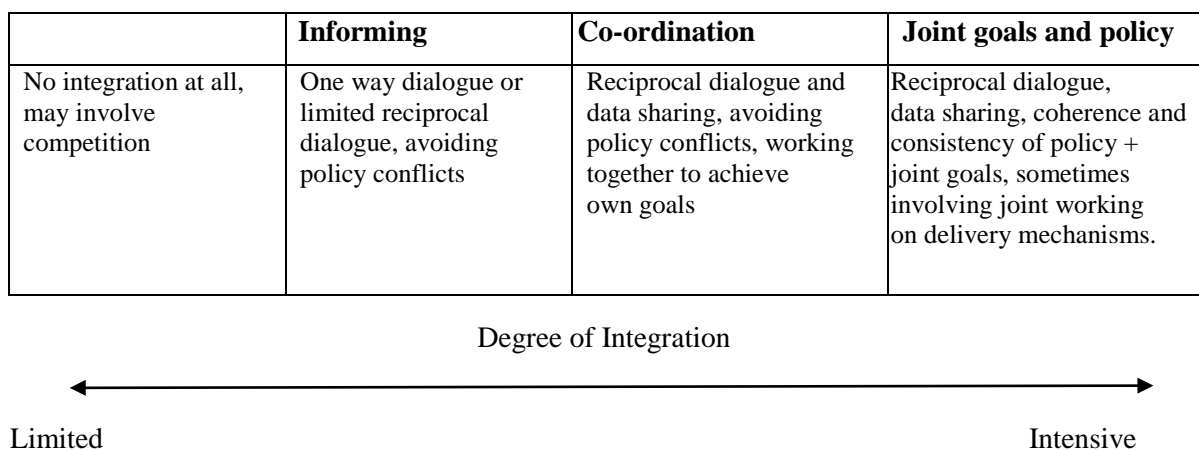 Informing
Co-ordination
Joint goals and policy
No integration at all,
may involve
competition
One way dialogue or
limited reciprocal
dialogue, avoiding
policy conflicts
Reciprocal dialogue and
data sharing, avoiding
policy conflicts, working
together to achieve
own goals
Reciprocal dialogue,
data sharing, coherence and
consistency of policy +
joint goals, sometimes
involving joint working
on delivery mechanisms.
Degree of Integration
Limited
Intensive